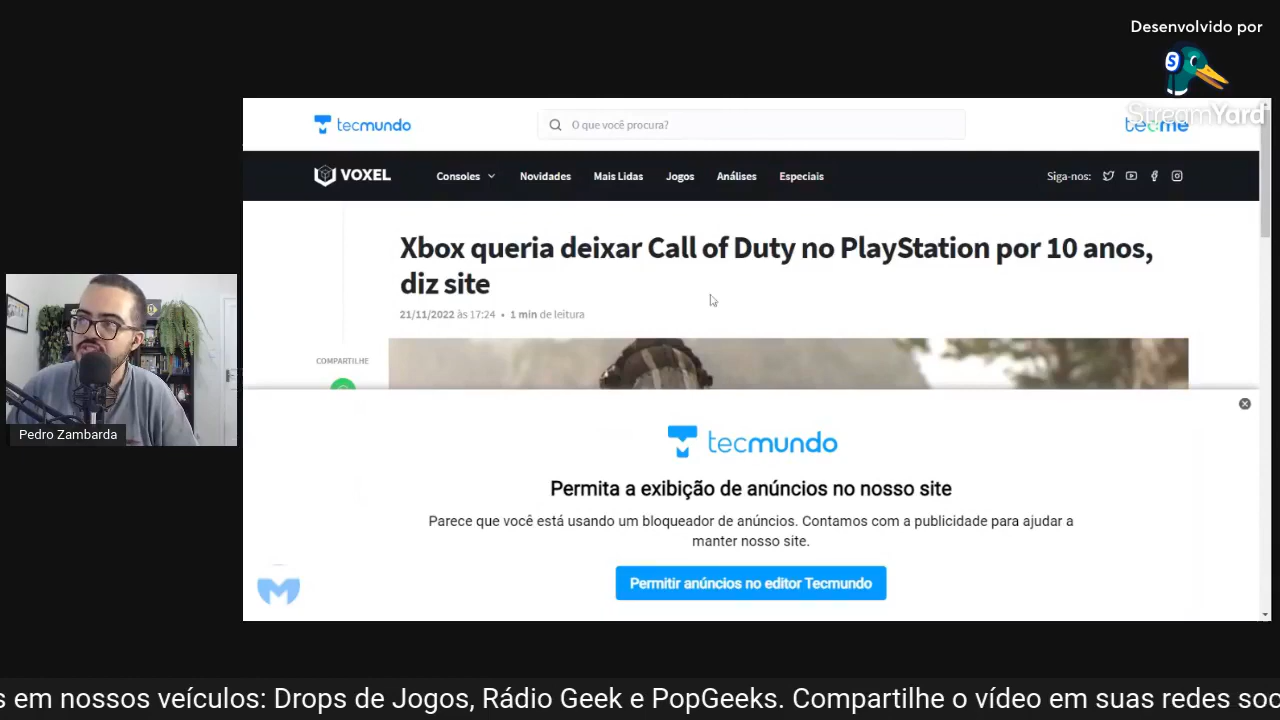 Desenvolvido por
S
StreamYard
tecmundo
O que você procura?
tecme
VOXEL
Consoles
Novidades
Mais Lidas
Jogos
Análises
Especiais
Siga-nos:
Xbox queria deixar Call of Duty no PlayStation por 10 anos,
diz site
21/11/2022 às 17:24 • 1 min de leitura
COMPARTILHE
Pedro Zambarda
tecmundo
Permita a exibição de anúncios no nosso site
Parece que você está usando um bloqueador de anúncios. Contamos com a publicidade para ajudar a
manter nosso site.
Permitir anúncios no editor Tecmundo
s em nossos veículos: Drops de Jogos, Rádio Geek e PopGeeks. Compartilhe o vídeo em suas redes soc